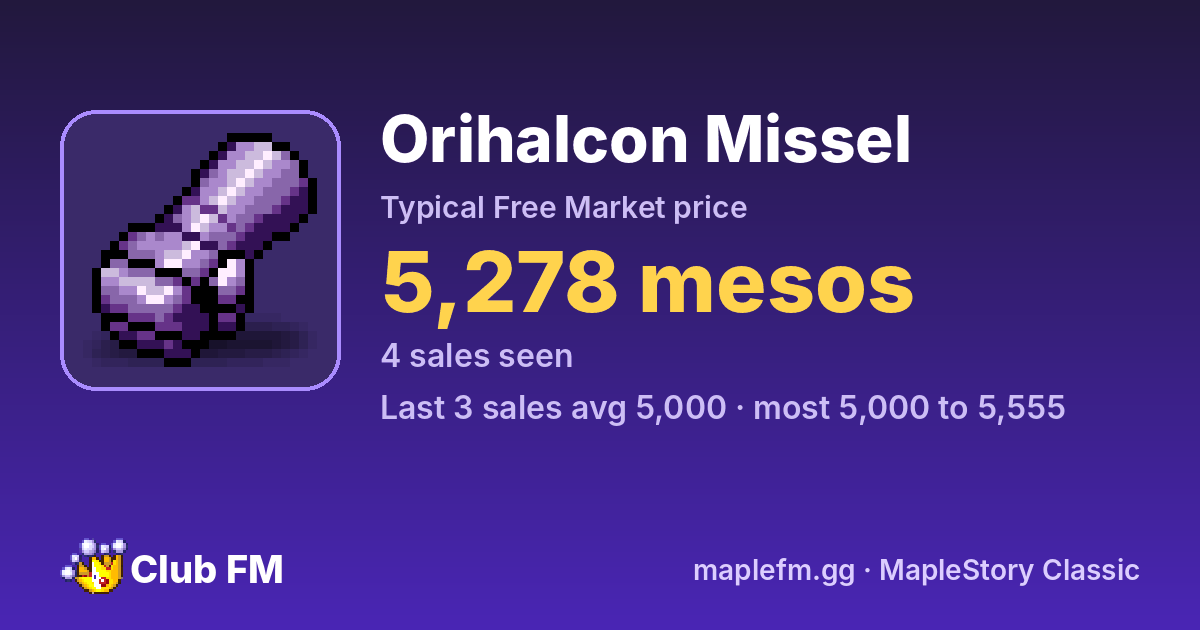 Orihalcon Missel
Typical Free Market price
5,278 mesos
4 sales seen
Last 3 sales avg 5,000 · most 5,000 to 5,555
Club FM
maplefm.gg · MapleStory Classic